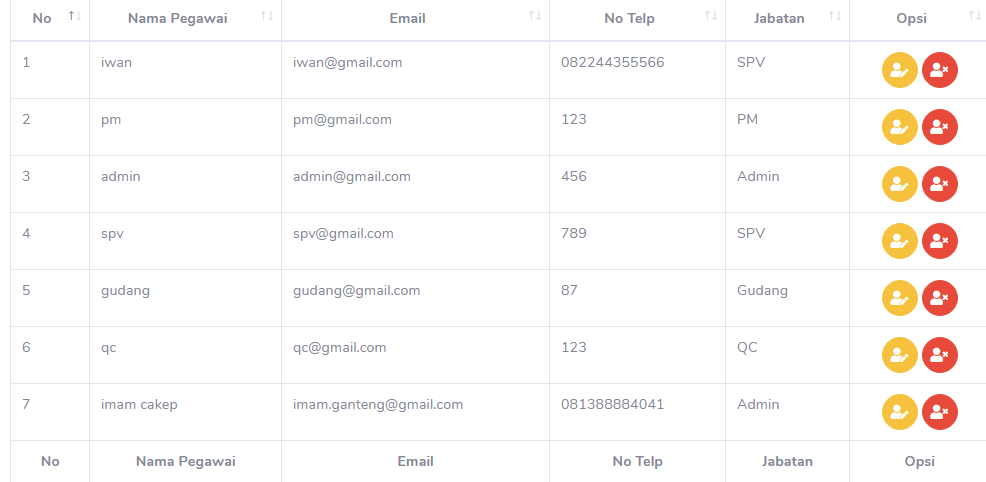 No Nama Pegawai Email No Telp Jabatan Opsi
1 iwan iwan@gmail.com 082244355566 SPV
2 pm pm@gmail.com 123 PM
3 admin admin@gmail.com 456 Admin
4 spv spv@gmail.com 789 SPV
5 gudang gudang@gmail.com 87 Gudang
6 qc qc@gmail.com 123 QC
7 imam cakep imam.ganteng@gmail.com 081388884041 Admin
No Nama Pegawai Email No Telp Jabatan Opsi